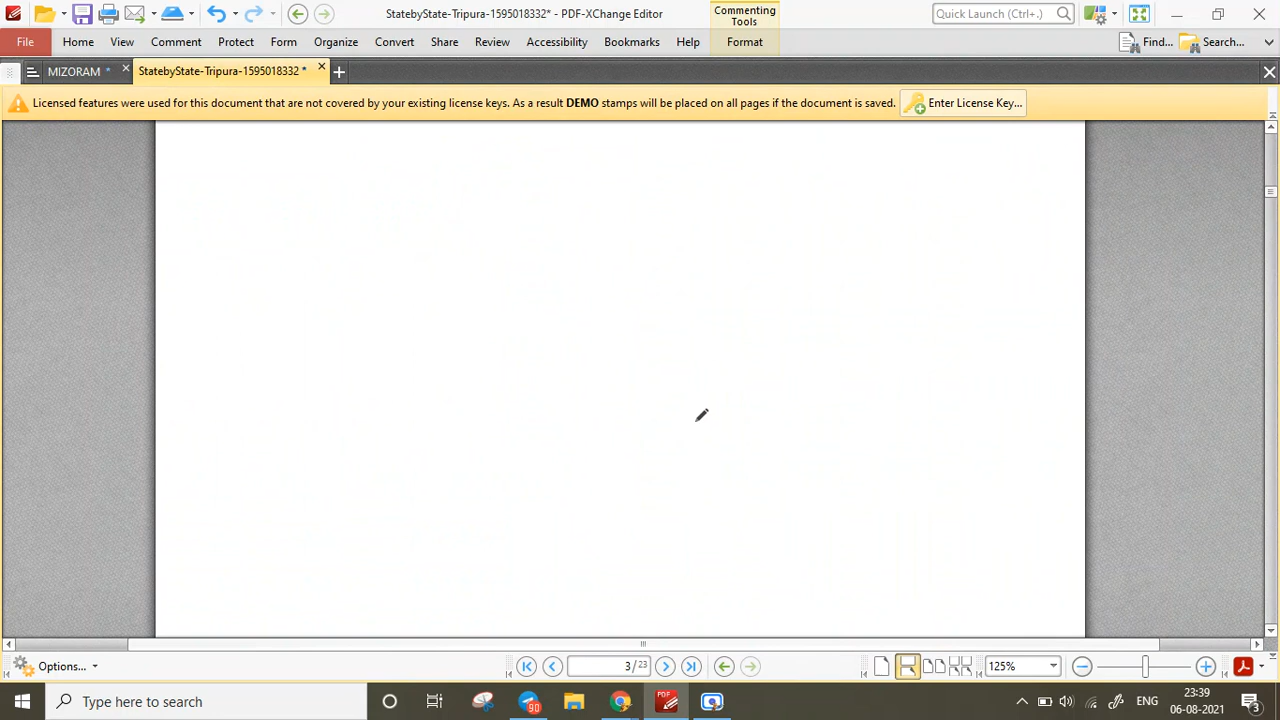 StatebyState-Tripura-1595018332* - PDF-XChange Editor
Commenting Tools
Quick Launch (Ctrl+.)
File
Home
View
Comment
Protect
Form
Organize
Convert
Share
Review
Accessibility
Bookmarks
Help
Format
Find...
Search...
MIZORAM *
StatebyState-Tripura-1595018332 *
Licensed features were used for this document that are not covered by your existing license keys. As a result DEMO stamps will be placed on all pages if the document is saved.
Enter License Key...
Options...
3 / 23
125%
Type here to search
90
PDF
ENG
23:39
06-08-2021
3